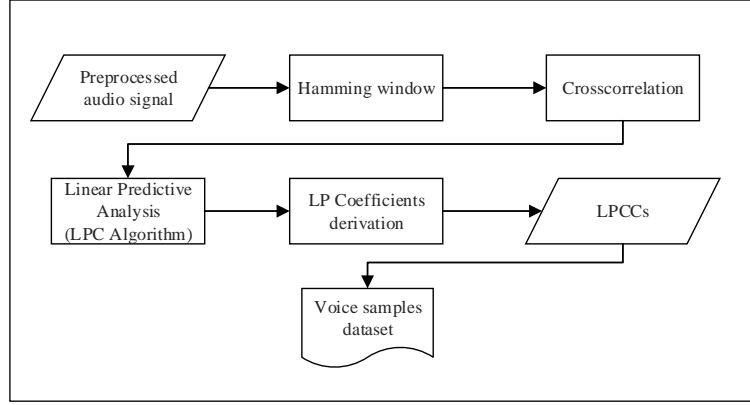 Preprocessed
audio signal
Hamming window
Crosscorrelation
Linear Predictive
Analysis
(LPC Algorithm)
LP Coefficients
derivation
LPCCs
Voice samples
dataset